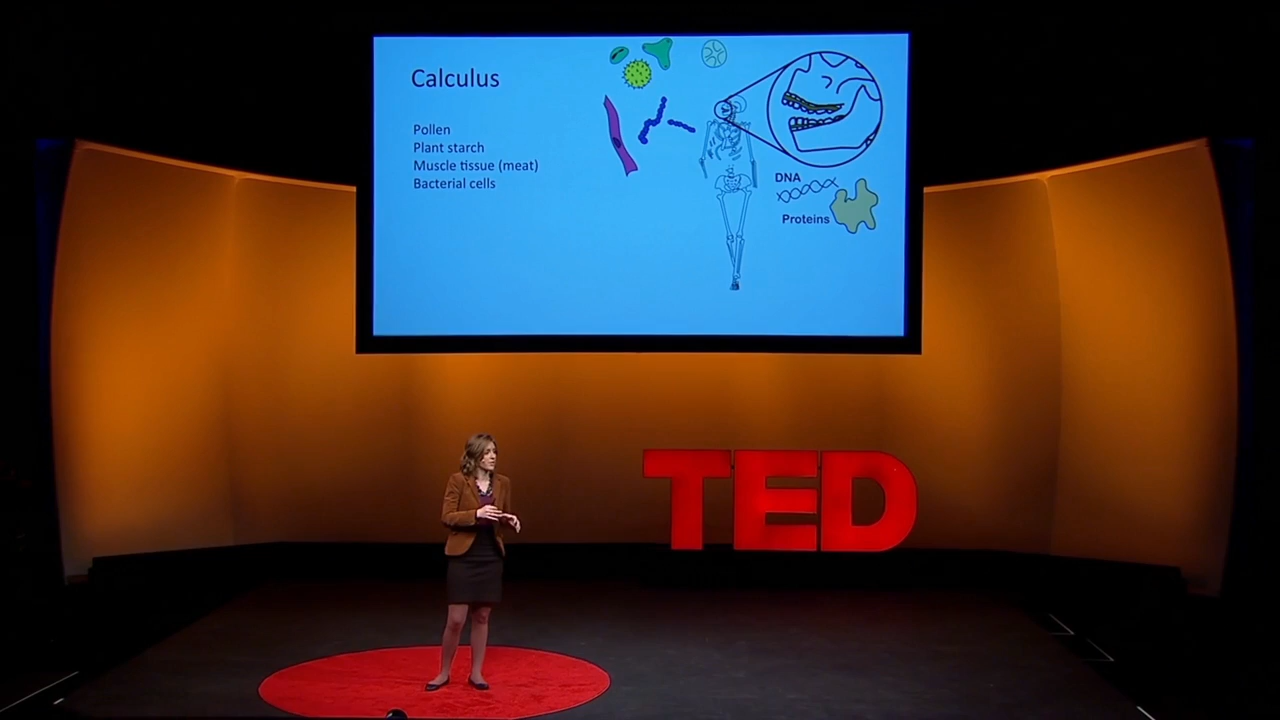 Calculus
Pollen
Plant starch
Muscle tissue (meat)
Bacterial cells
DNA
Proteins
TED